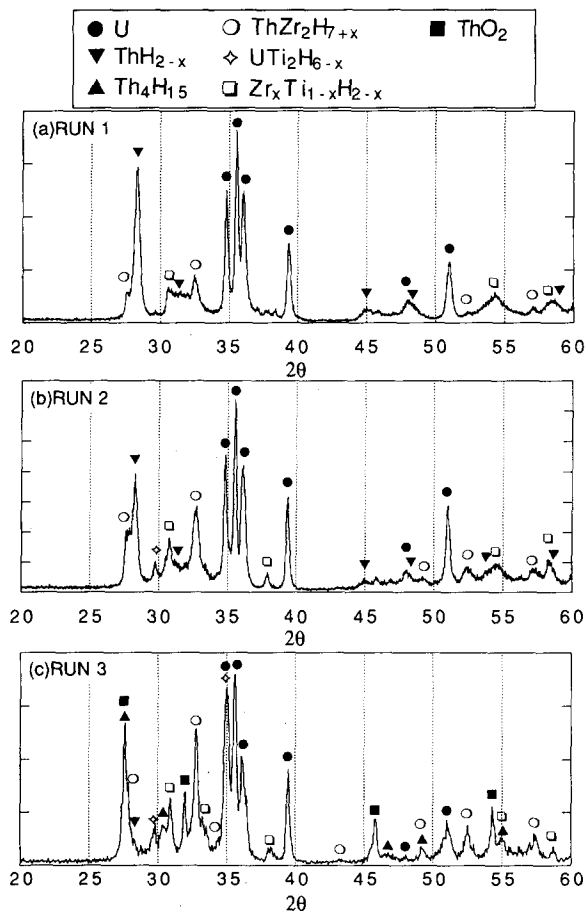 ● U ○ ThZr₂H₇₊ₓ ■ ThO₂
▼ ThH₂₋ₓ ✧ UTi₂H₆₋ₓ
▲ Th₄H₁₅ ❑ ZrₓTi₁₋ₓH₂₋ₓ
(a)RUN 1
20 25 30 35 40 45 50 55 60
2θ
(b)RUN 2
20 25 30 35 40 45 50 55 60
2θ
(c)RUN 3
20 25 30 35 40 45 50 55 60
2θ